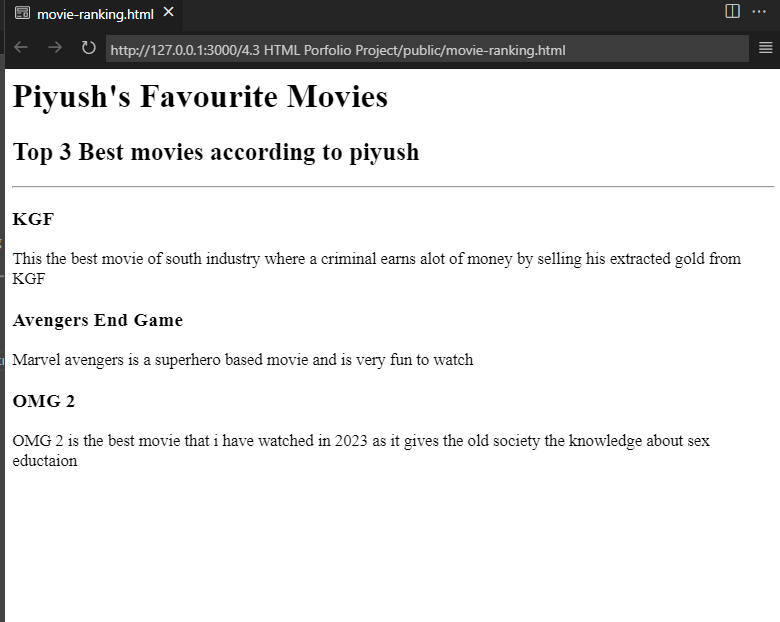 movie-ranking.html
http://127.0.0.1:3000/4.3 HTML Porfolio Project/public/movie-ranking.html
Piyush's Favourite Movies
Top 3 Best movies according to piyush
KGF
This the best movie of south industry where a criminal earns alot of money by selling his extracted gold from
KGF
Avengers End Game
Marvel avengers is a superhero based movie and is very fun to watch
OMG 2
OMG 2 is the best movie that i have watched in 2023 as it gives the old society the knowledge about sex
eductaion